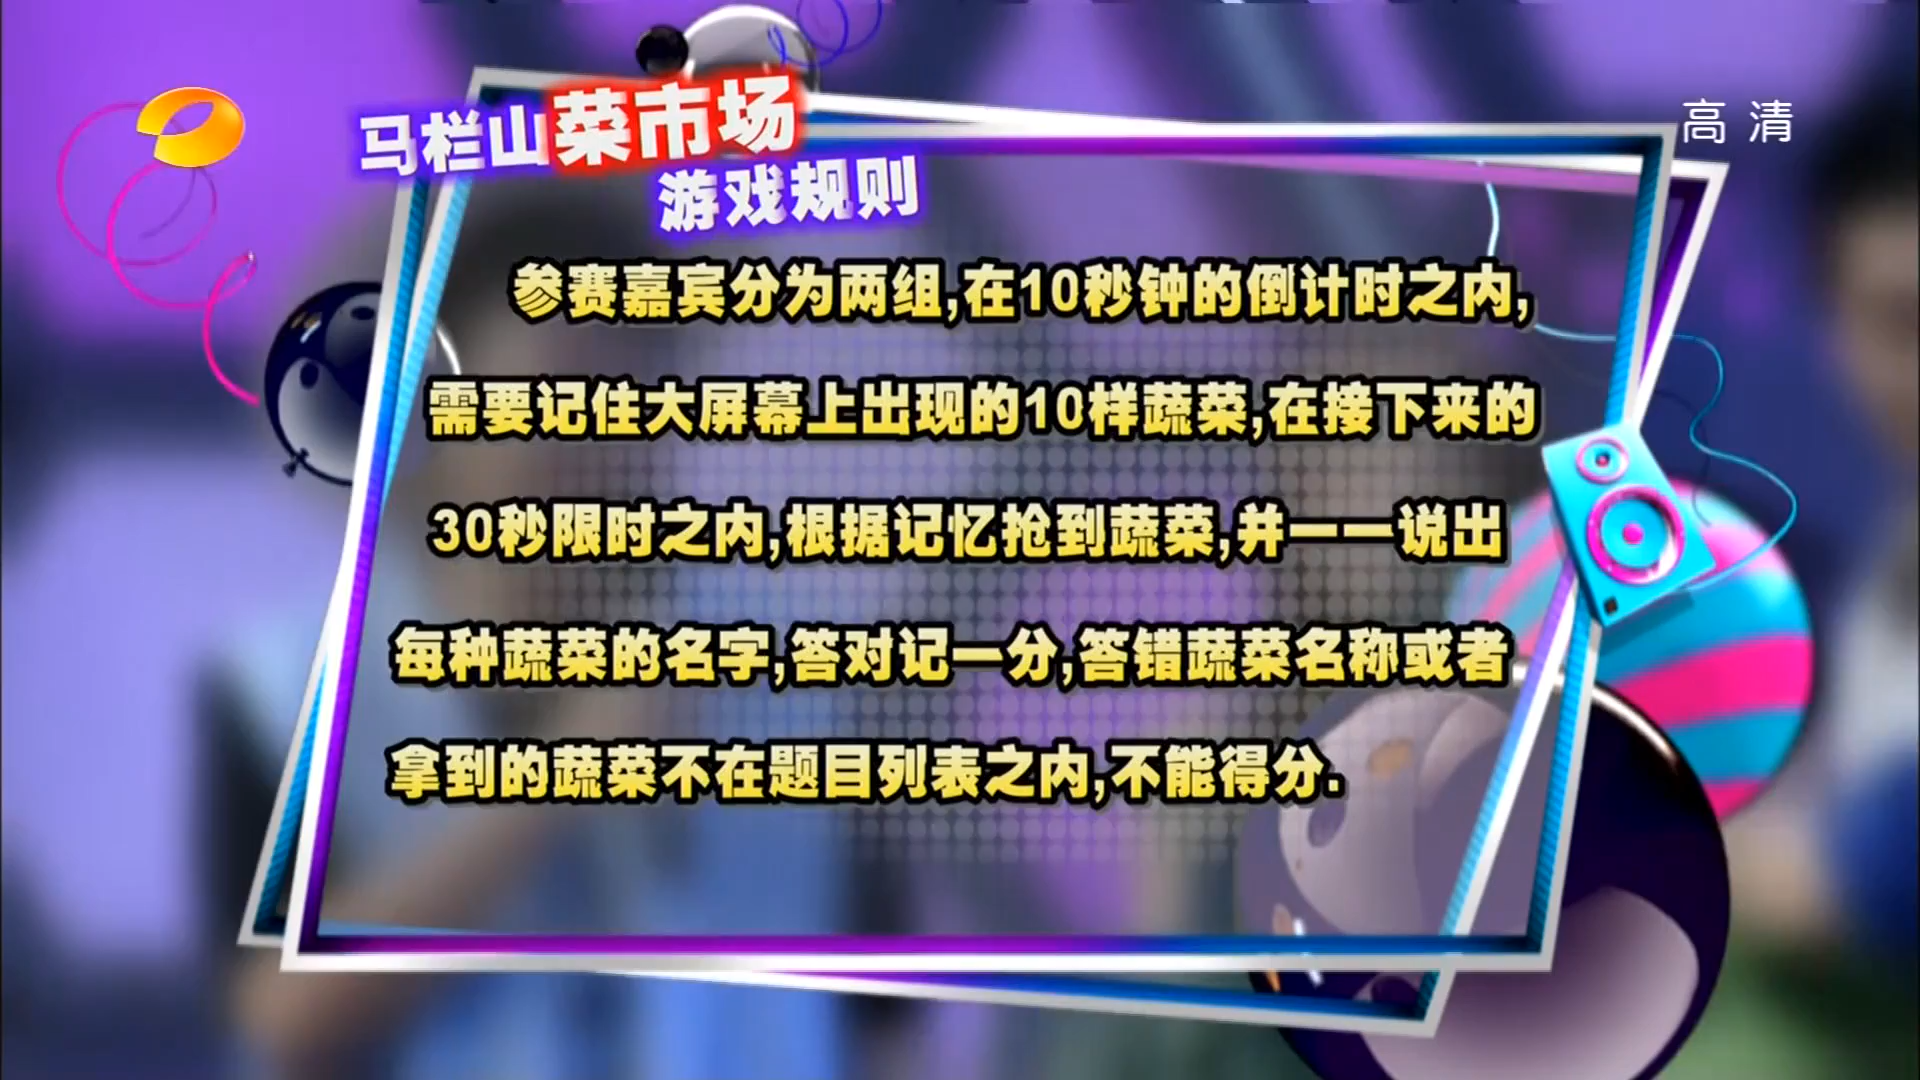 高清
马栏山菜市场
游戏规则
参赛嘉宾分为两组,在10秒钟的倒计时之内,
需要记住大屏幕上出现的10样蔬菜,在接下来的
30秒限时之内,根据记忆抢到蔬菜,并一一说出
每种蔬菜的名字,答对记一分,答错蔬菜名称或者
拿到的蔬菜不在题目列表之内,不能得分.